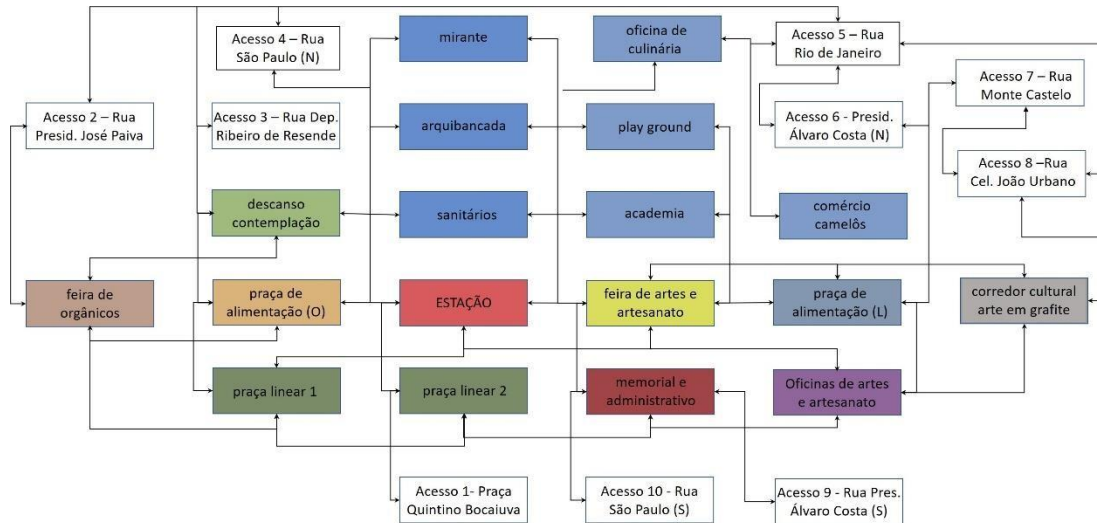 Acesso 4 – Rua
São Paulo (N)
mirante
oficina de
culinária
Acesso 5 – Rua
Rio de Janeiro
Acesso 7 – Rua
Monte Castelo
Acesso 2 – Rua
Presid. José Paiva
Acesso 3 – Rua Dep.
Ribeiro de Resende
arquibancada
play ground
Acesso 6 - Presid.
Álvaro Costa (N)
Acesso 8 –Rua
Cel. João Urbano
descanso
contemplação
sanitários
academia
comércio
camelôs
feira de
orgânicos
praça de
alimentação (O)
ESTAÇÃO
feira de artes e
artesanato
praça de
alimentação (L)
corredor cultural
arte em grafite
praça linear 1
praça linear 2
memorial e
administrativo
Oficinas de artes
e artesanato
Acesso 1- Praça
Quintino Bocaiuva
Acesso 10 - Rua
São Paulo (S)
Acesso 9 - Rua Pres.
Álvaro Costa (S)